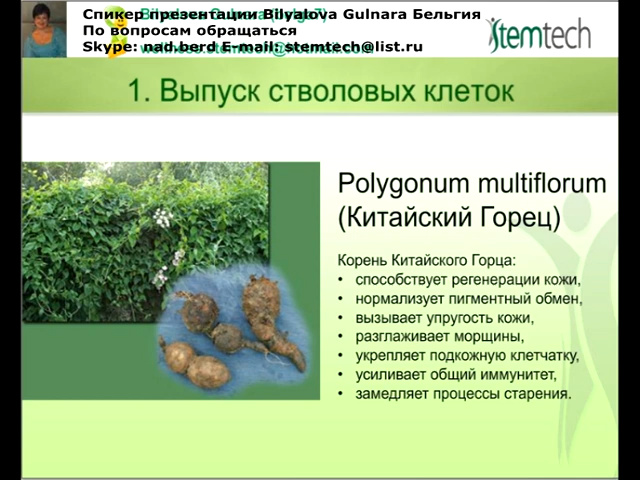 Спикер презентации Bilyalova Gulnara Бельгия
По вопросам обращаться
Skype: nad.berd E-mail: stemtech@list.ru
stemtech
1. Выпуск стволовых клеток
Polygonum multiflorum
(Китайский Горец)
Корень Китайского Горца:
• способствует регенерации кожи,
• нормализует пигментный обмен,
• вызывает упругость кожи,
• разглаживает морщины,
• укрепляет подкожную клетчатку,
• усиливает общий иммунитет,
• замедляет процессы старения.